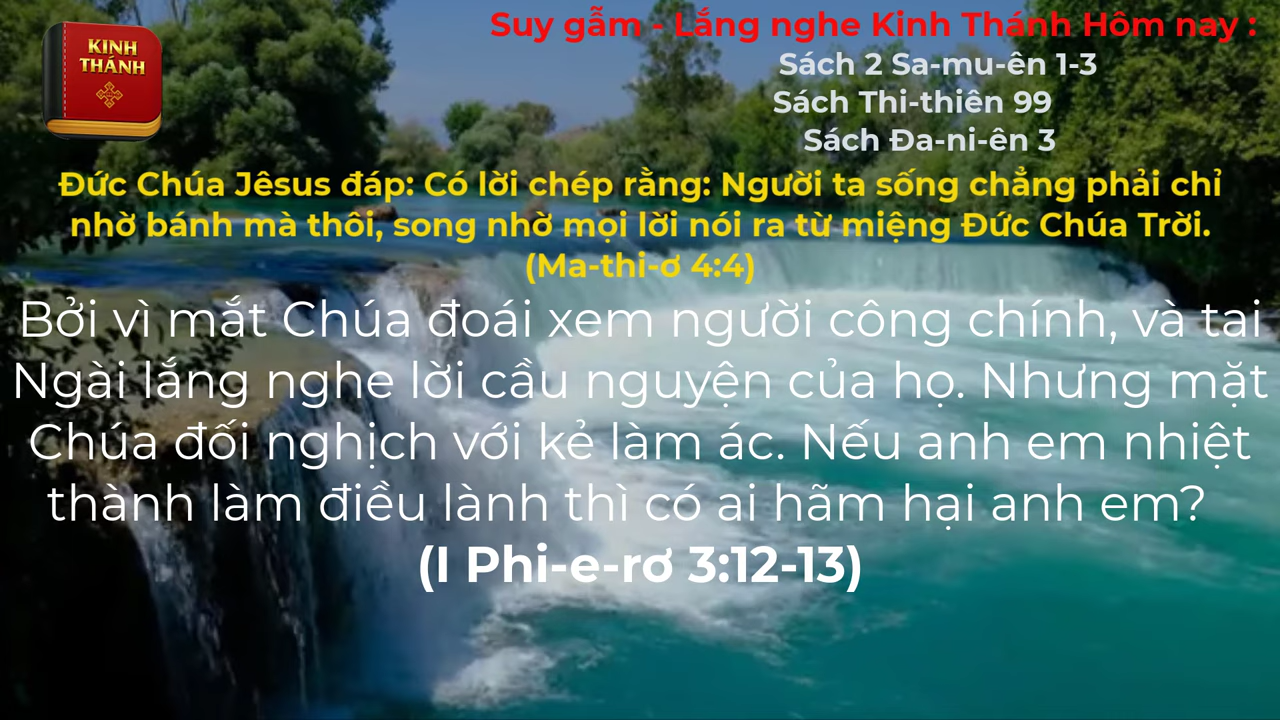 KINH
THÁNH
Suy gẫm - Lắng nghe Kinh Thánh Hôm nay :
Sách 2 Sa-mu-ên 1-3
Sách Thi-thiên 99
Sách Đa-ni-ên 3
Đức Chúa Jêsus đáp: Có lời chép rằng: Người ta sống chẳng phải chỉ
nhờ bánh mà thôi, song nhờ mọi lời nói ra từ miệng Đức Chúa Trời.
(Ma-thi-ơ 4:4)
Bởi vì mắt Chúa đoái xem người công chính, và tai
Ngài lắng nghe lời cầu nguyện của họ. Nhưng mặt
Chúa đối nghịch với kẻ làm ác. Nếu anh em nhiệt
thành làm điều lành thì có ai hãm hại anh em?
(I Phi-e-rơ 3:12-13)